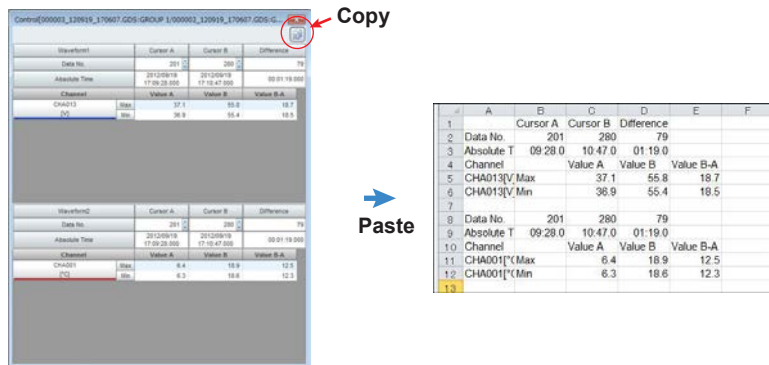 Control[000003_120919_170607.GDS:GROUP 1/000002_120919_170607.GDS:G...
Copy
Waveform1 Cursor A Cursor B Difference
Data No. 201 280 79
Absolute Time 2012/09/19 17:09:28.000 2012/09/19 17:10:47.000 00:01:19.000
Channel Value A Value B Value B-A
CHA013 Max 37.1 55.8 18.7
[V] Min 36.9 55.4 18.5
Waveform2 Cursor A Cursor B Difference
Data No. 201 280 79
Absolute Time 2012/09/19 17:09:28.000 2012/09/19 17:10:47.000 00:01:19.000
Channel Value A Value B Value B-A
CHA001 Max 6.4 18.9 12.5
[°C] Min 6.3 18.6 12.3
Paste
A B C D E F
1 Cursor A Cursor B Difference
2 Data No. 201 280 79
3 Absolute T 09:28.0 10:47.0 01:19.0
4 Channel Value A Value B Value B-A
5 CHA013[V] Max 37.1 55.8 18.7
6 CHA013[V] Min 36.9 55.4 18.5
7
8 Data No. 201 280 79
9 Absolute T 09:28.0 10:47.0 01:19.0
10 Channel Value A Value B Value B-A
11 CHA001[°C Max 6.4 18.9 12.5
12 CHA001[°C Min 6.3 18.6 12.3
13